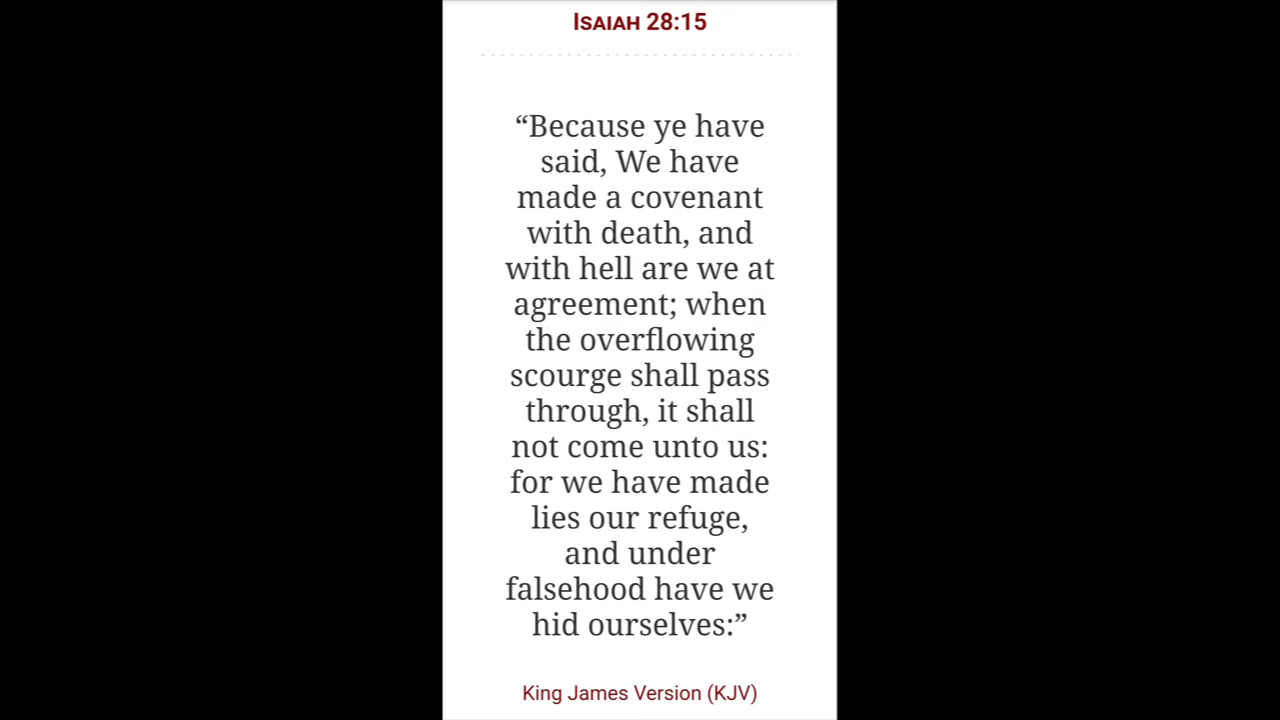 Isaiah 28:15
“Because ye have
said, We have
made a covenant
with death, and
with hell are we at
agreement; when
the overflowing
scourge shall pass
through, it shall
not come unto us:
for we have made
lies our refuge,
and under
falsehood have we
hid ourselves:”
King James Version (KJV)